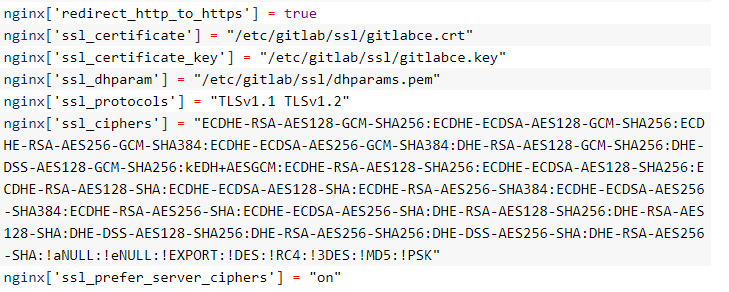 nginx['redirect_http_to_https'] = true
nginx['ssl_certificate'] = "/etc/gitlab/ssl/gitlabce.crt"
nginx['ssl_certificate_key'] = "/etc/gitlab/ssl/gitlabce.key"
nginx['ssl_dhparam'] = "/etc/gitlab/ssl/dhparams.pem"
nginx['ssl_protocols'] = "TLSv1.1 TLSv1.2"
nginx['ssl_ciphers'] = "ECDHE-RSA-AES128-GCM-SHA256:ECDHE-ECDSA-AES128-GCM-SHA256:ECD
HE-RSA-AES256-GCM-SHA384:ECDHE-ECDSA-AES256-GCM-SHA384:DHE-RSA-AES128-GCM-SHA256:DHE-
DSS-AES128-GCM-SHA256:kEDH+AESGCM:ECDHE-RSA-AES128-SHA256:ECDHE-ECDSA-AES128-SHA256:E
CDHE-RSA-AES128-SHA:ECDHE-ECDSA-AES128-SHA:ECDHE-RSA-AES256-SHA384:ECDHE-ECDSA-AES256
-SHA384:ECDHE-RSA-AES256-SHA:ECDHE-ECDSA-AES256-SHA:DHE-RSA-AES128-SHA256:DHE-RSA-AES
128-SHA:DHE-DSS-AES128-SHA256:DHE-RSA-AES256-SHA256:DHE-DSS-AES256-SHA:DHE-RSA-AES256
-SHA:!aNULL:!eNULL:!EXPORT:!DES:!RC4:!3DES:!MD5:!PSK"
nginx['ssl_prefer_server_ciphers'] = "on"